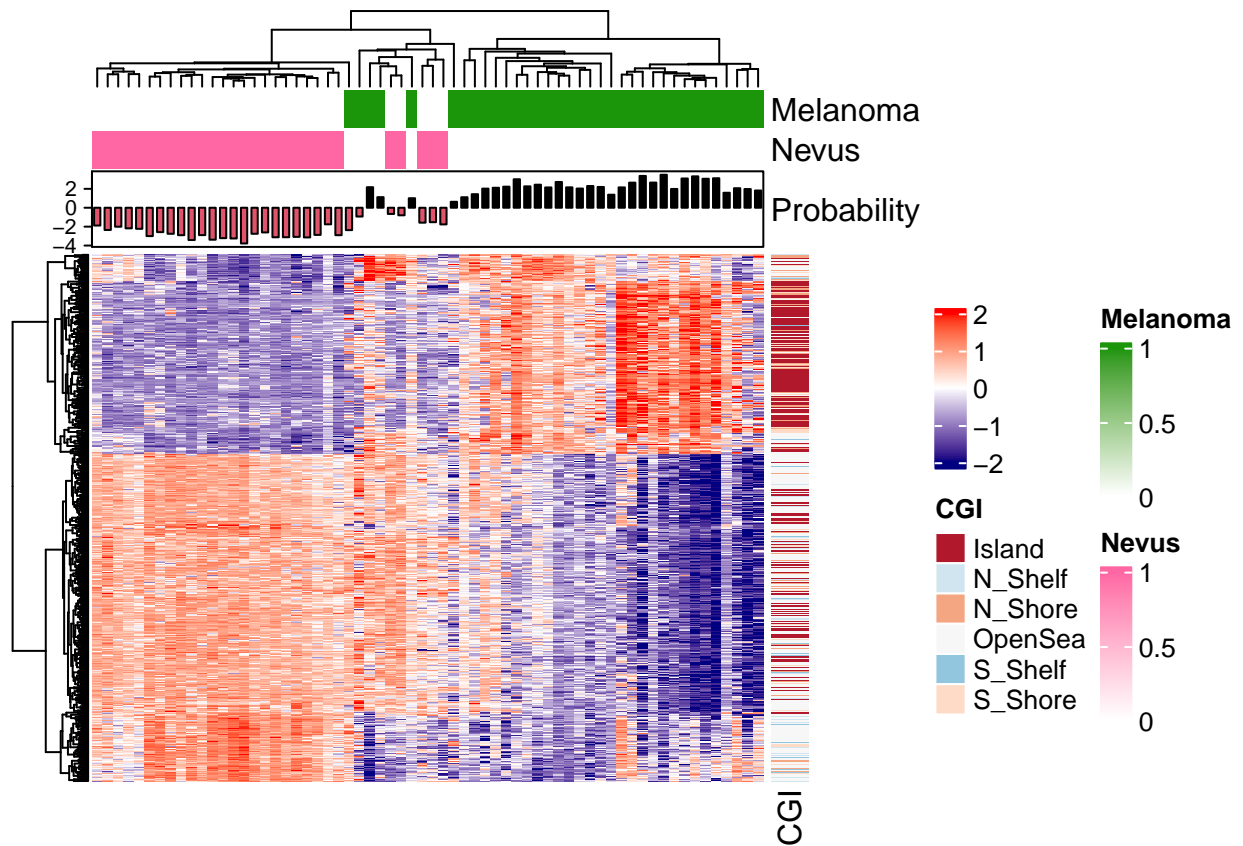 Melanoma
Nevus
2
0
−2
−4
Probability
2
1
0
−1
−2
Melanoma
1
0.5
0
CGI
Island
N_Shelf
N_Shore
OpenSea
S_Shelf
S_Shore
Nevus
1
0.5
0
CGI